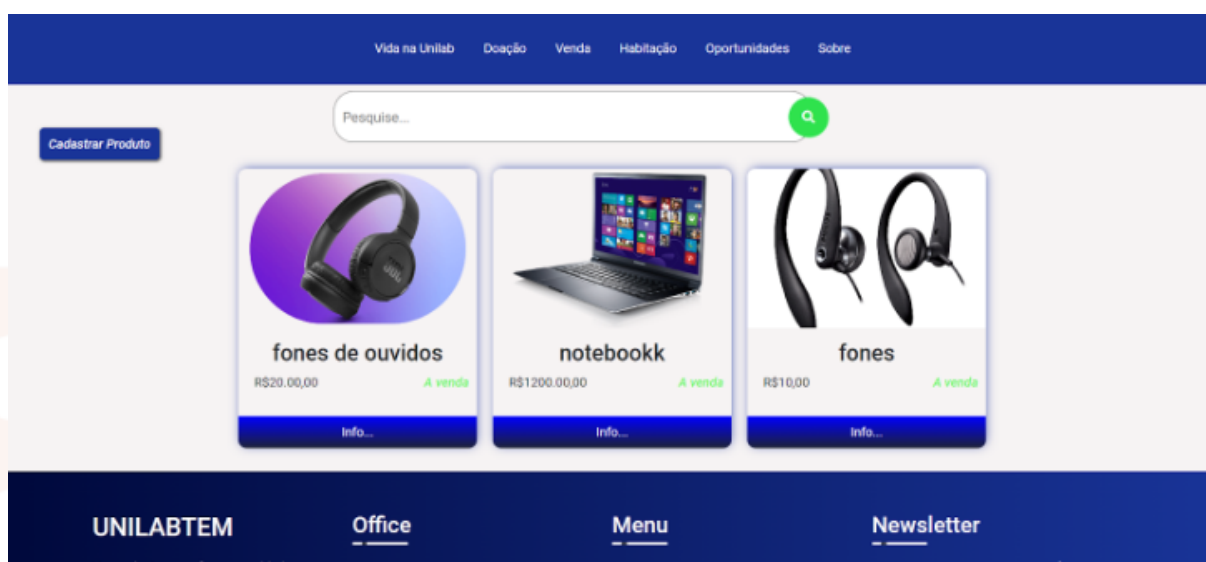 Vida na Unilab Doação Venda Habitação Oportunidades Sobre
Pesquise...
Cadastrar Produto
JBL
fones de ouvidos notebookk fones
R$20.00,00 A venda R$1200.00,00 A venda R$10,00 A venda
Info... Info... Info...
UNILABTEM Office Menu Newsletter